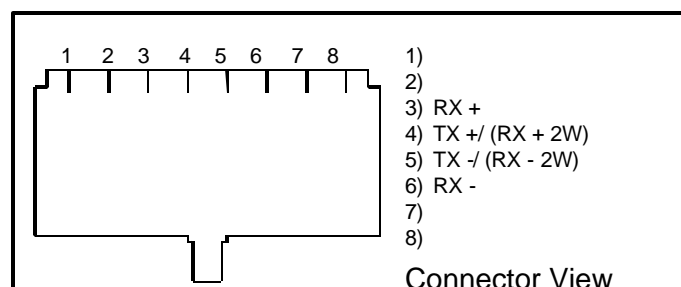 1 2 3 4 5 6 7 8
1)
2)
3) RX +
4) TX +/ (RX + 2W)
5) TX -/ (RX - 2W)
6) RX -
7)
8)
Connector View